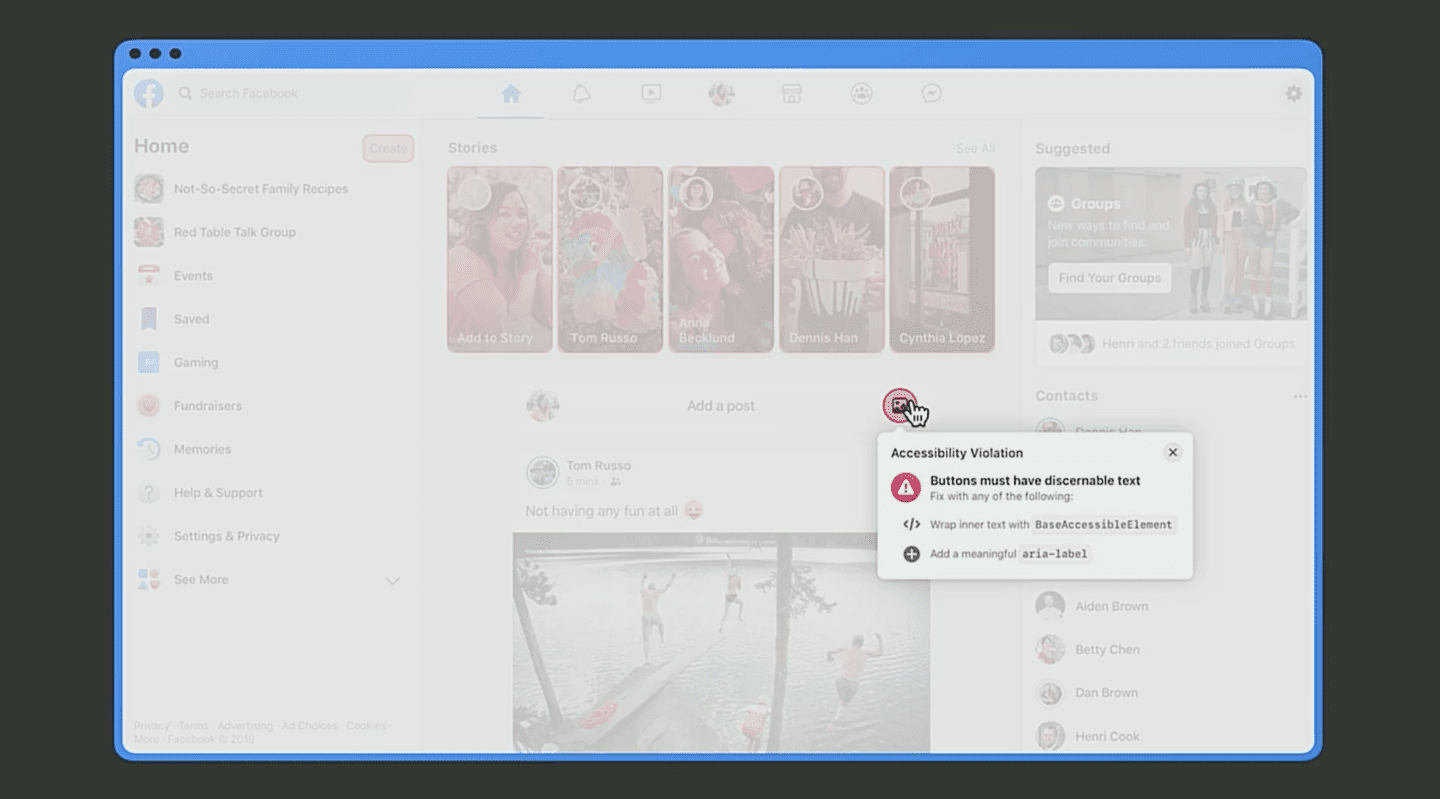 Search Facebook
Home
Create
Not-So-Secret Family Recipes
Red Table Talk Group
Events
Saved
Gaming
Fundraisers
Memories
Help & Support
Settings & Privacy
See More
Privacy · Terms · Advertising · Ad Choices · Cookies ·
More · Facebook © 2019
Stories
See All
Add to Story
Tom Russo
Anna
Becklund
Dennis Han
Cynthia Lopez
Add a post
Tom Russo
5 mins ·
Not having any fun at all
Suggested
Groups
New ways to find and
join communities.
Find Your Groups
Henri and 2 friends joined Groups
Contacts
Dennis Han
Accessibility Violation
Buttons must have discernable text
Fix with any of the following:
</> Wrap inner text with BaseAccessibleElement
Add a meaningful aria-label
Aiden Brown
Betty Chen
Dan Brown
Henri Cook